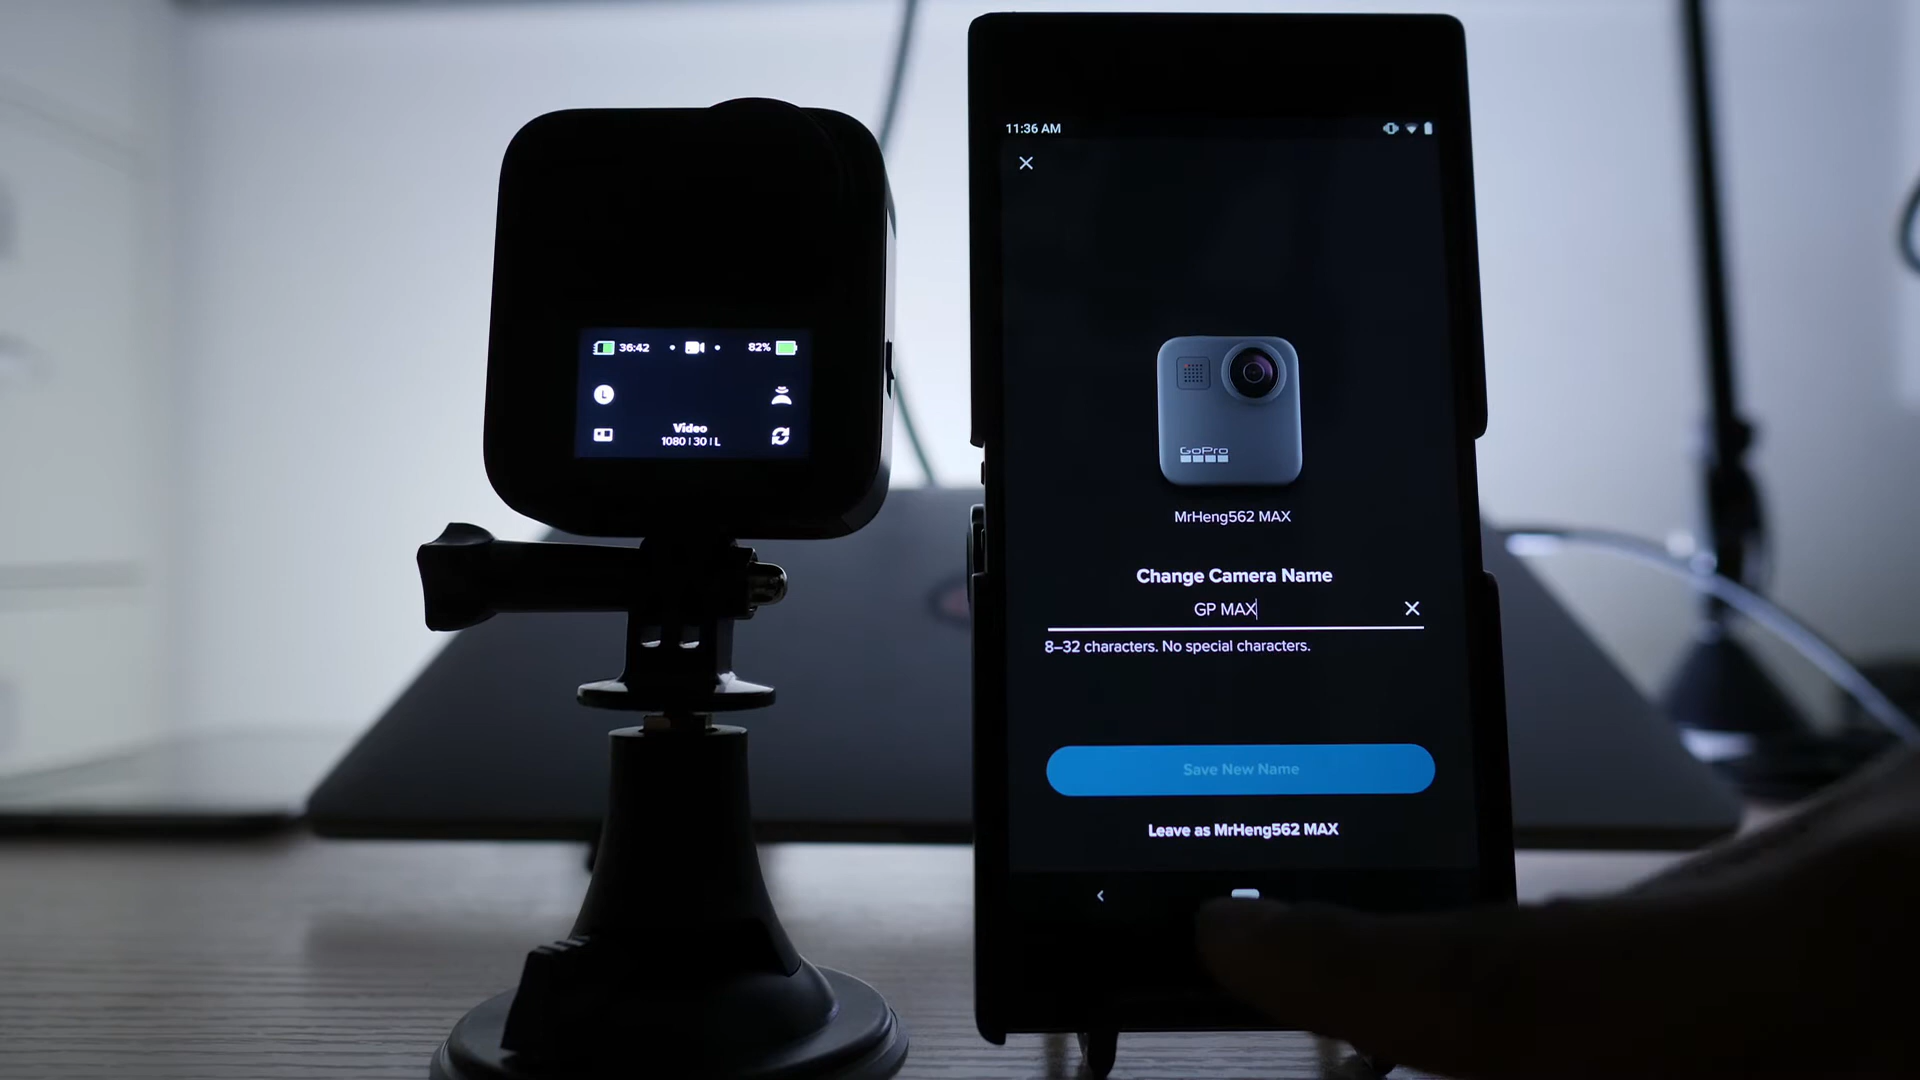 36:42 82%
L
Video
1080 | 30 | L
11:36 AM
GoPro
MrHeng562 MAX
Change Camera Name
GP MAX
8–32 characters. No special characters.
Save New Name
Leave as MrHeng562 MAX